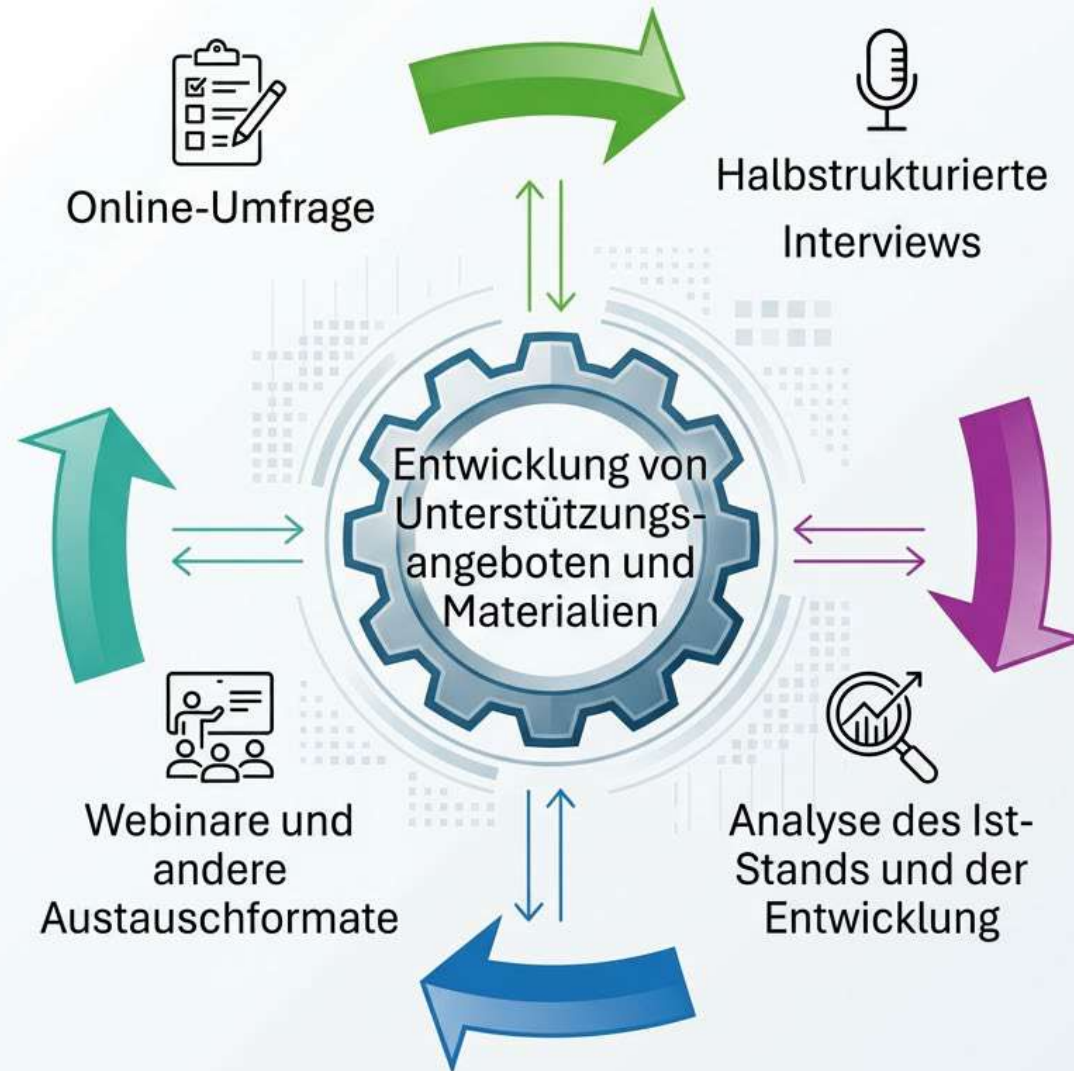 Online-Umfrage
Halbstrukturierte
Interviews
Entwicklung von
Unterstützungs-
angeboten und
Materialien
Webinare und
andere
Austauschformate
Analyse des Ist-
Stands und der
Entwicklung